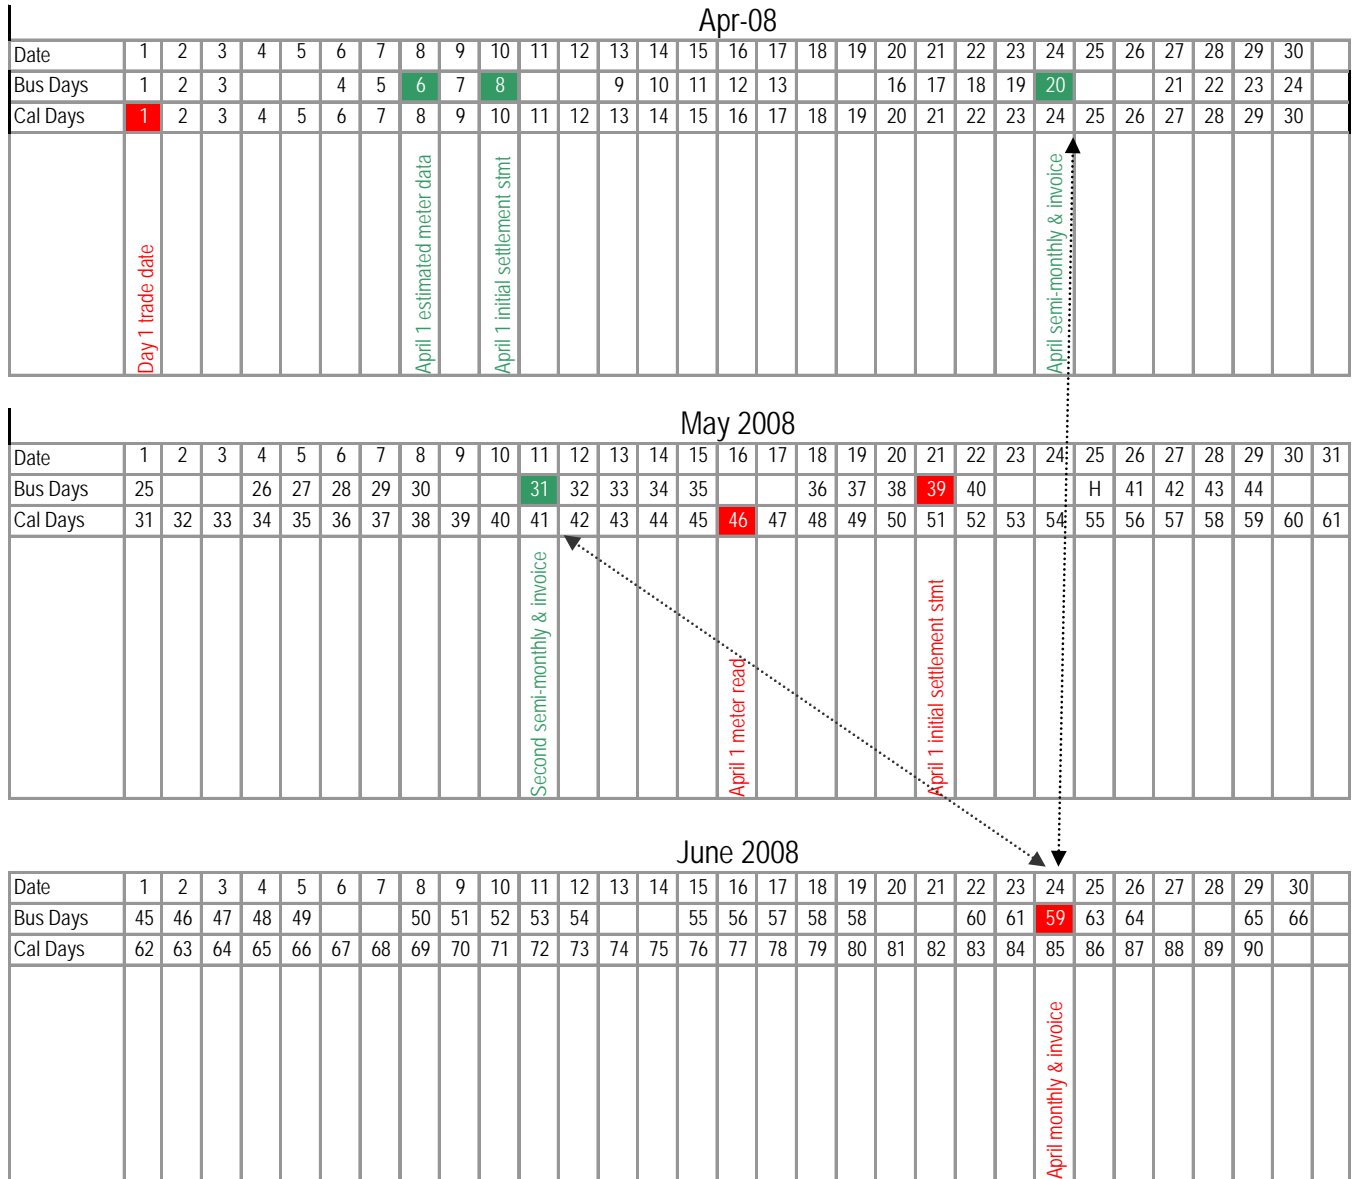 Apr-08
Date 1 2 3 4 5 6 7 8 9 10 11 12 13 14 15 16 17 18 19 20 21 22 23 24 25 26 27 28 29 30
Bus Days 1 2 3 4 5 6 7 8 9 10 11 12 13 16 17 18 19 20 21 22 23 24
Cal Days 1 2 3 4 5 6 7 8 9 10 11 12 13 14 15 16 17 18 19 20 21 22 23 24 25 26 27 28 29 30
Day 1 trade date
April 1 estimated meter data
April 1 initial settlement stmt
April semi-monthly & invoice
May 2008
Date 1 2 3 4 5 6 7 8 9 10 11 12 13 14 15 16 17 18 19 20 21 22 23 24 25 26 27 28 29 30 31
Bus Days 25 26 27 28 29 30 31 32 33 34 35 36 37 38 39 40 H 41 42 43 44
Cal Days 31 32 33 34 35 36 37 38 39 40 41 42 43 44 45 46 47 48 49 50 51 52 53 54 55 56 57 58 59 60 61
Second semi-monthly & invoice
April 1 meter read
April 1 initial settlement stmt
June 2008
Date 1 2 3 4 5 6 7 8 9 10 11 12 13 14 15 16 17 18 19 20 21 22 23 24 25 26 27 28 29 30
Bus Days 45 46 47 48 49 50 51 52 53 54 55 56 57 58 58 60 61 59 63 64 65 66
Cal Days 62 63 64 65 66 67 68 69 70 71 72 73 74 75 76 77 78 79 80 81 82 83 84 85 86 87 88 89 90
April monthly & invoice